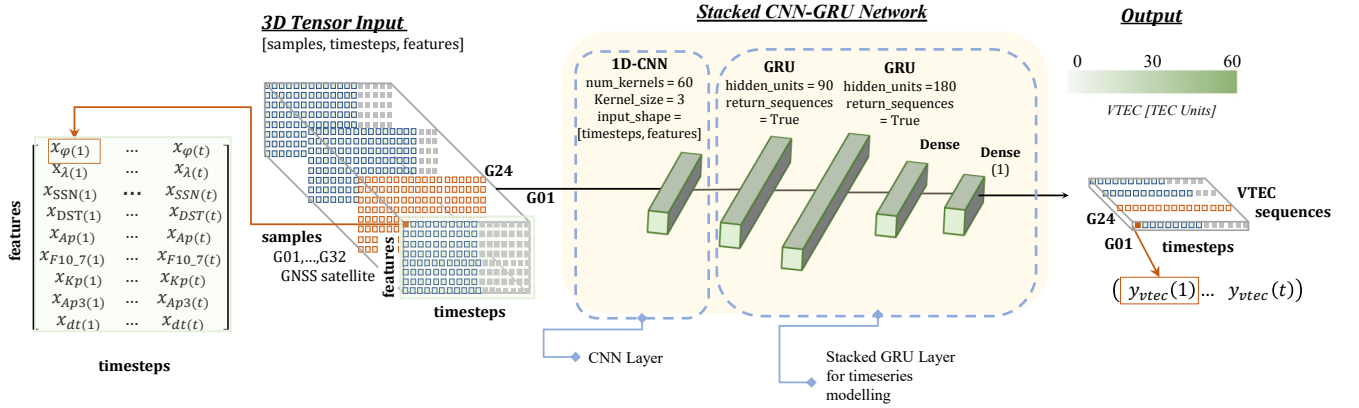 3D Tensor Input
[samples, timesteps, features]
Stacked CNN-GRU Network
Output
0 30 60
VTEC [TEC Units]
1D-CNN
num_kernels = 60
Kernel_size = 3
input_shape =
[timesteps, features]
GRU
hidden_units = 90
return_sequences
= True
GRU
hidden_units =180
return_sequences
= True
Dense
Dense
(1)
features
x_φ(1) ... x_φ(t)
x_λ(1) ... x_λ(t)
x_SSN(1) ... x_SSN(t)
x_DST(1) ... x_DST(t)
x_Ap(1) ... x_Ap(t)
x_F10_7(1) ... x_F10_7(t)
x_Kp(1) ... x_Kp(t)
x_Ap3(1) ... x_Ap3(t)
x_dt(1) ... x_dt(t)
timesteps
samples
G01,...,G32
GNSS satellite
features
timesteps
G24
G01
VTEC
sequences
G24
G01
timesteps
( y_vtec(1) ... y_vtec(t))
CNN Layer
Stacked GRU Layer
for timeseries
modelling